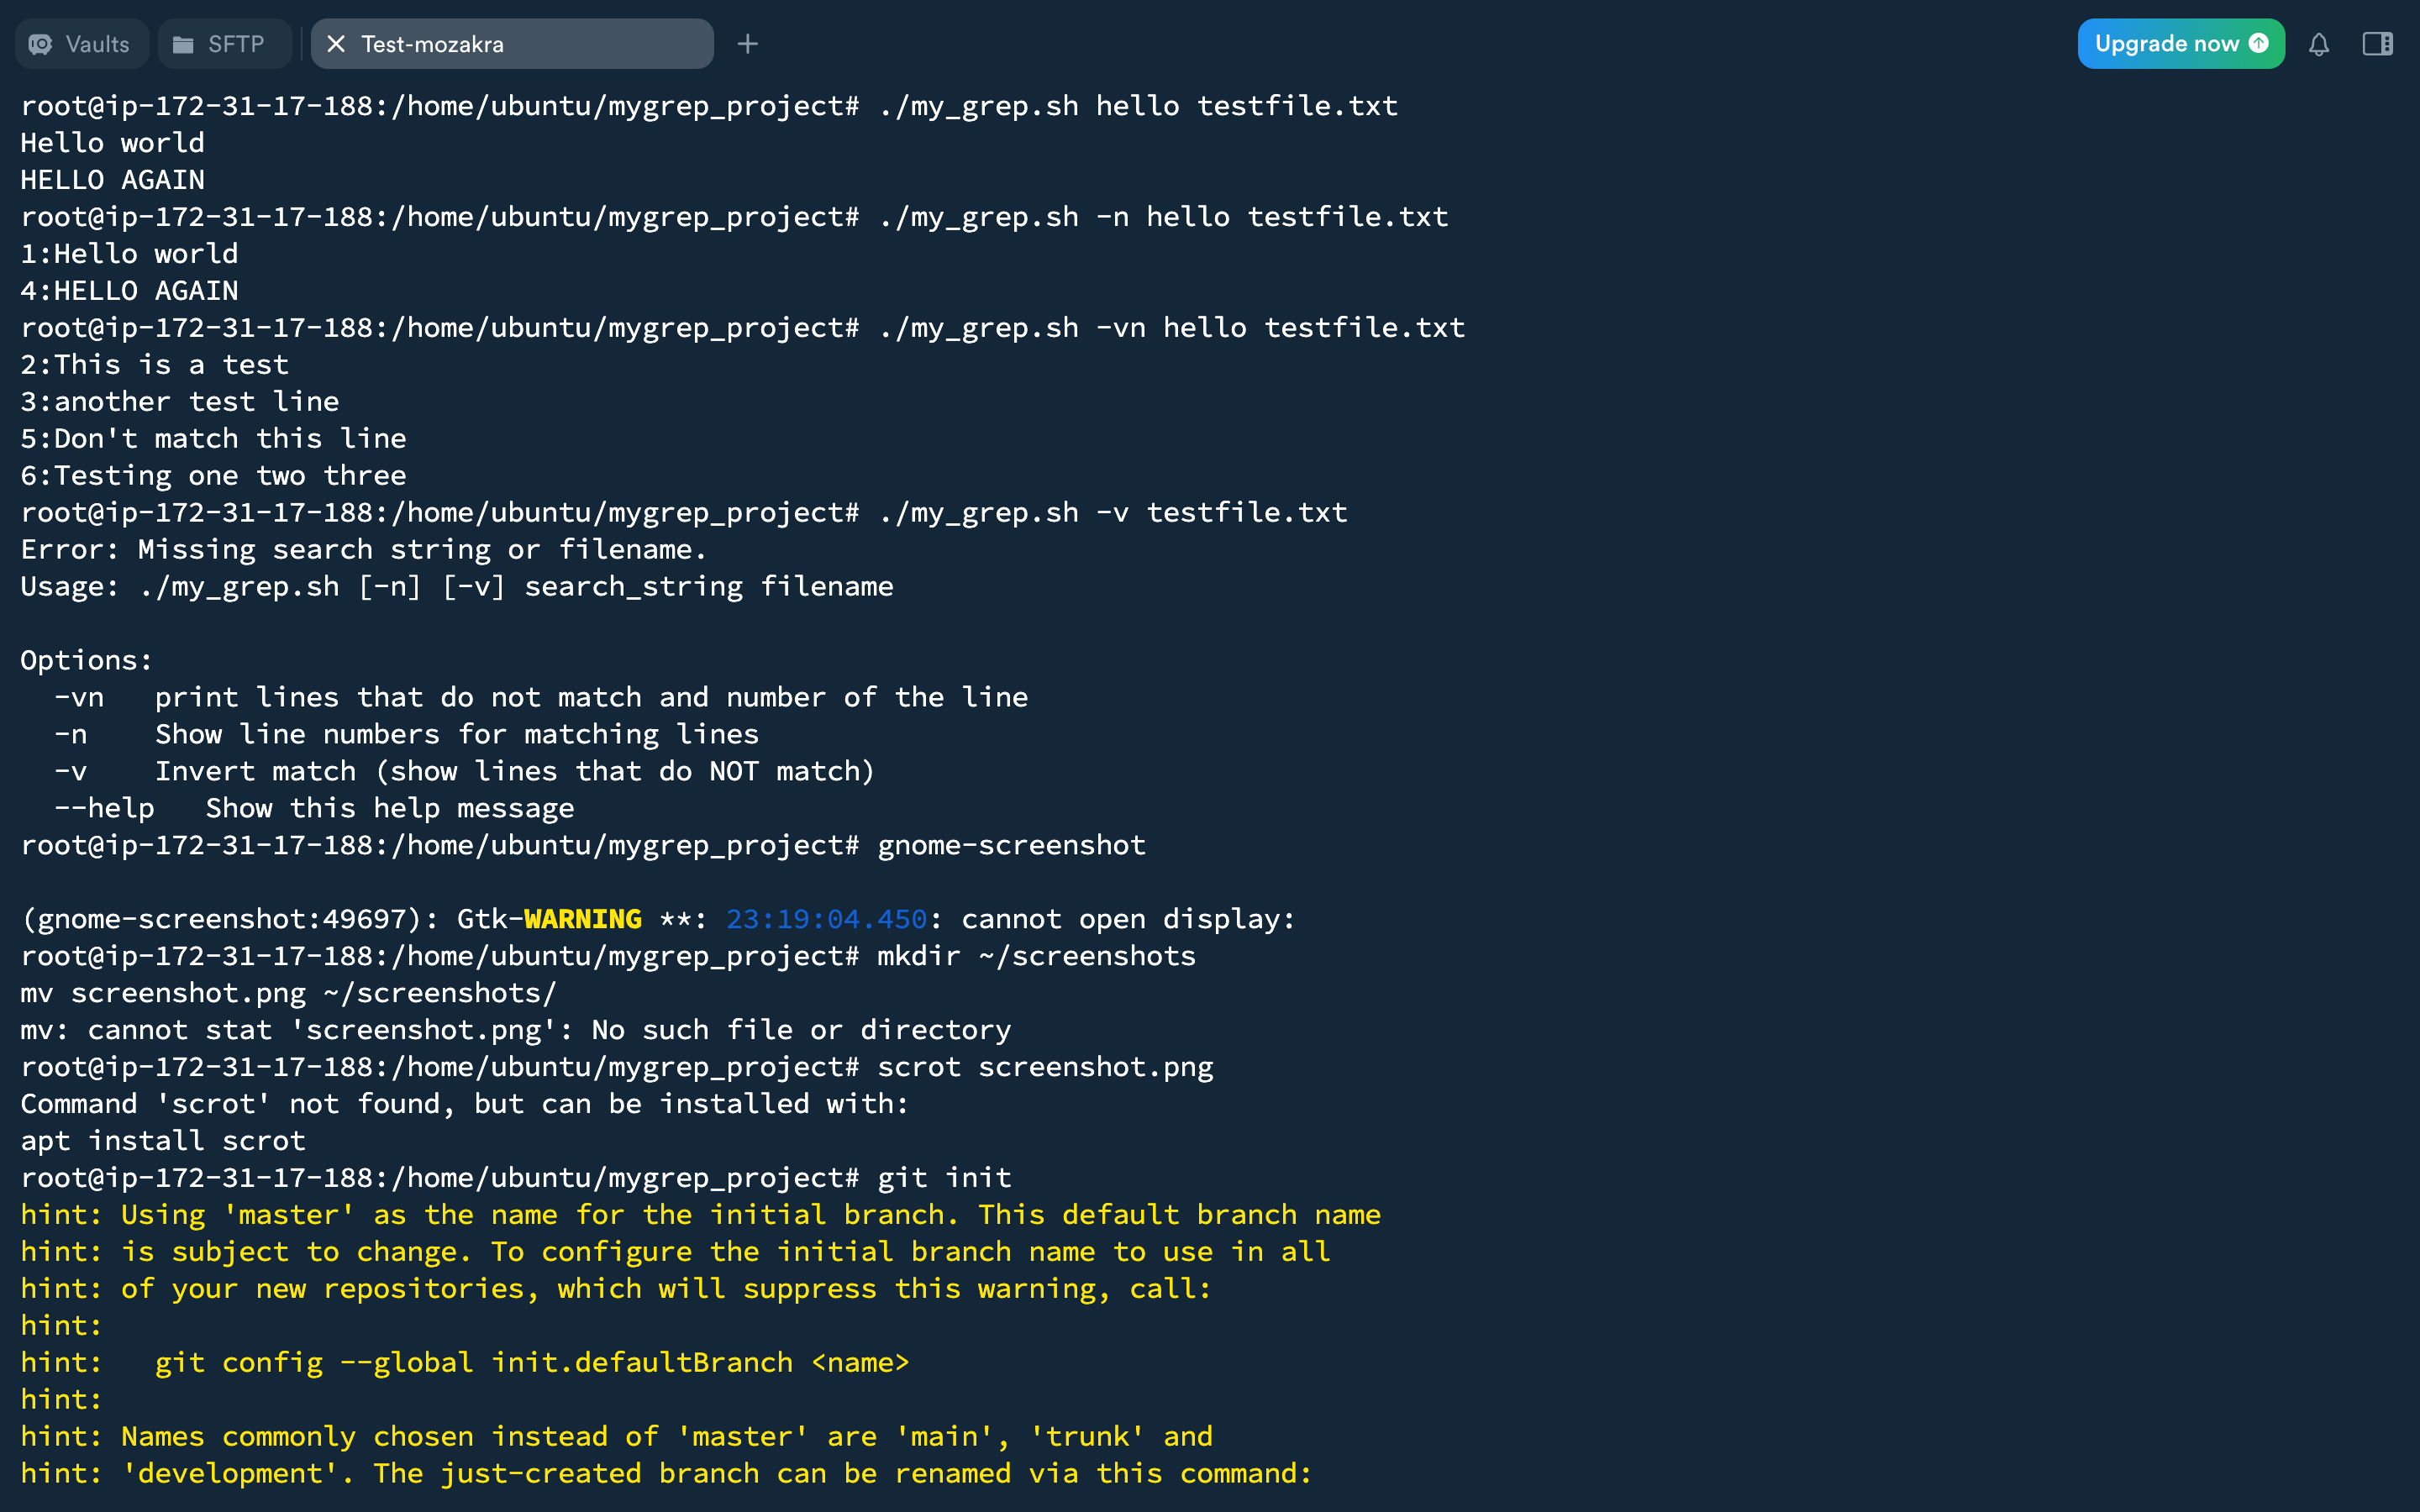 Vaults SFTP Test-mozakra Upgrade now
root@ip-172-31-17-188:/home/ubuntu/mygrep_project# ./my_grep.sh hello testfile.txt
Hello world
HELLO AGAIN
root@ip-172-31-17-188:/home/ubuntu/mygrep_project# ./my_grep.sh -n hello testfile.txt
1:Hello world
4:HELLO AGAIN
root@ip-172-31-17-188:/home/ubuntu/mygrep_project# ./my_grep.sh -vn hello testfile.txt
2:This is a test
3:another test line
5:Don't match this line
6:Testing one two three
root@ip-172-31-17-188:/home/ubuntu/mygrep_project# ./my_grep.sh -v testfile.txt
Error: Missing search string or filename.
Usage: ./my_grep.sh [-n] [-v] search_string filename

Options:
  -vn   print lines that do not match and number of the line
  -n    Show line numbers for matching lines
  -v    Invert match (show lines that do NOT match)
  --help   Show this help message
root@ip-172-31-17-188:/home/ubuntu/mygrep_project# gnome-screenshot

(gnome-screenshot:49697): Gtk-WARNING **: 23:19:04.450: cannot open display:
root@ip-172-31-17-188:/home/ubuntu/mygrep_project# mkdir ~/screenshots
mv screenshot.png ~/screenshots/
mv: cannot stat 'screenshot.png': No such file or directory
root@ip-172-31-17-188:/home/ubuntu/mygrep_project# scrot screenshot.png
Command 'scrot' not found, but can be installed with:
apt install scrot
root@ip-172-31-17-188:/home/ubuntu/mygrep_project# git init
hint: Using 'master' as the name for the initial branch. This default branch name
hint: is subject to change. To configure the initial branch name to use in all
hint: of your new repositories, which will suppress this warning, call:
hint:
hint:   git config --global init.defaultBranch <name>
hint:
hint: Names commonly chosen instead of 'master' are 'main', 'trunk' and
hint: 'development'. The just-created branch can be renamed via this command: